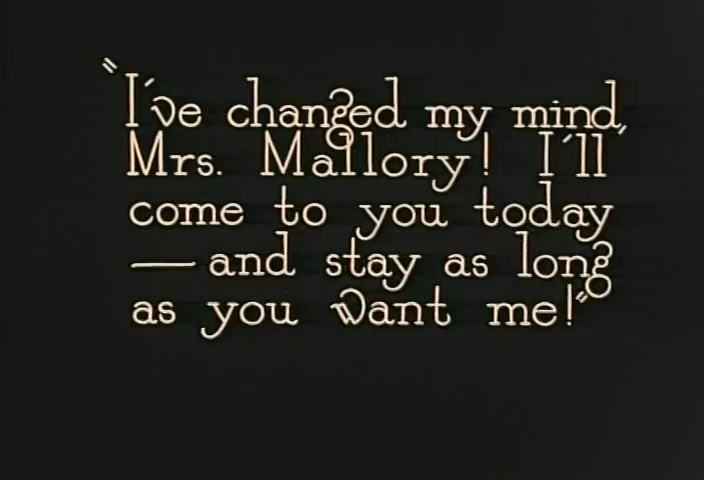 "I've changed my mind,
Mrs. Mallory! I'll
come to you today
—and stay as long
as you want me!"